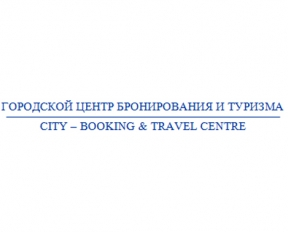 ГОРОДСКОЙ ЦЕНТР БРОНИРОВАНИЯ И ТУРИЗМА
CITY – BOOKING & TRAVEL CENTRE